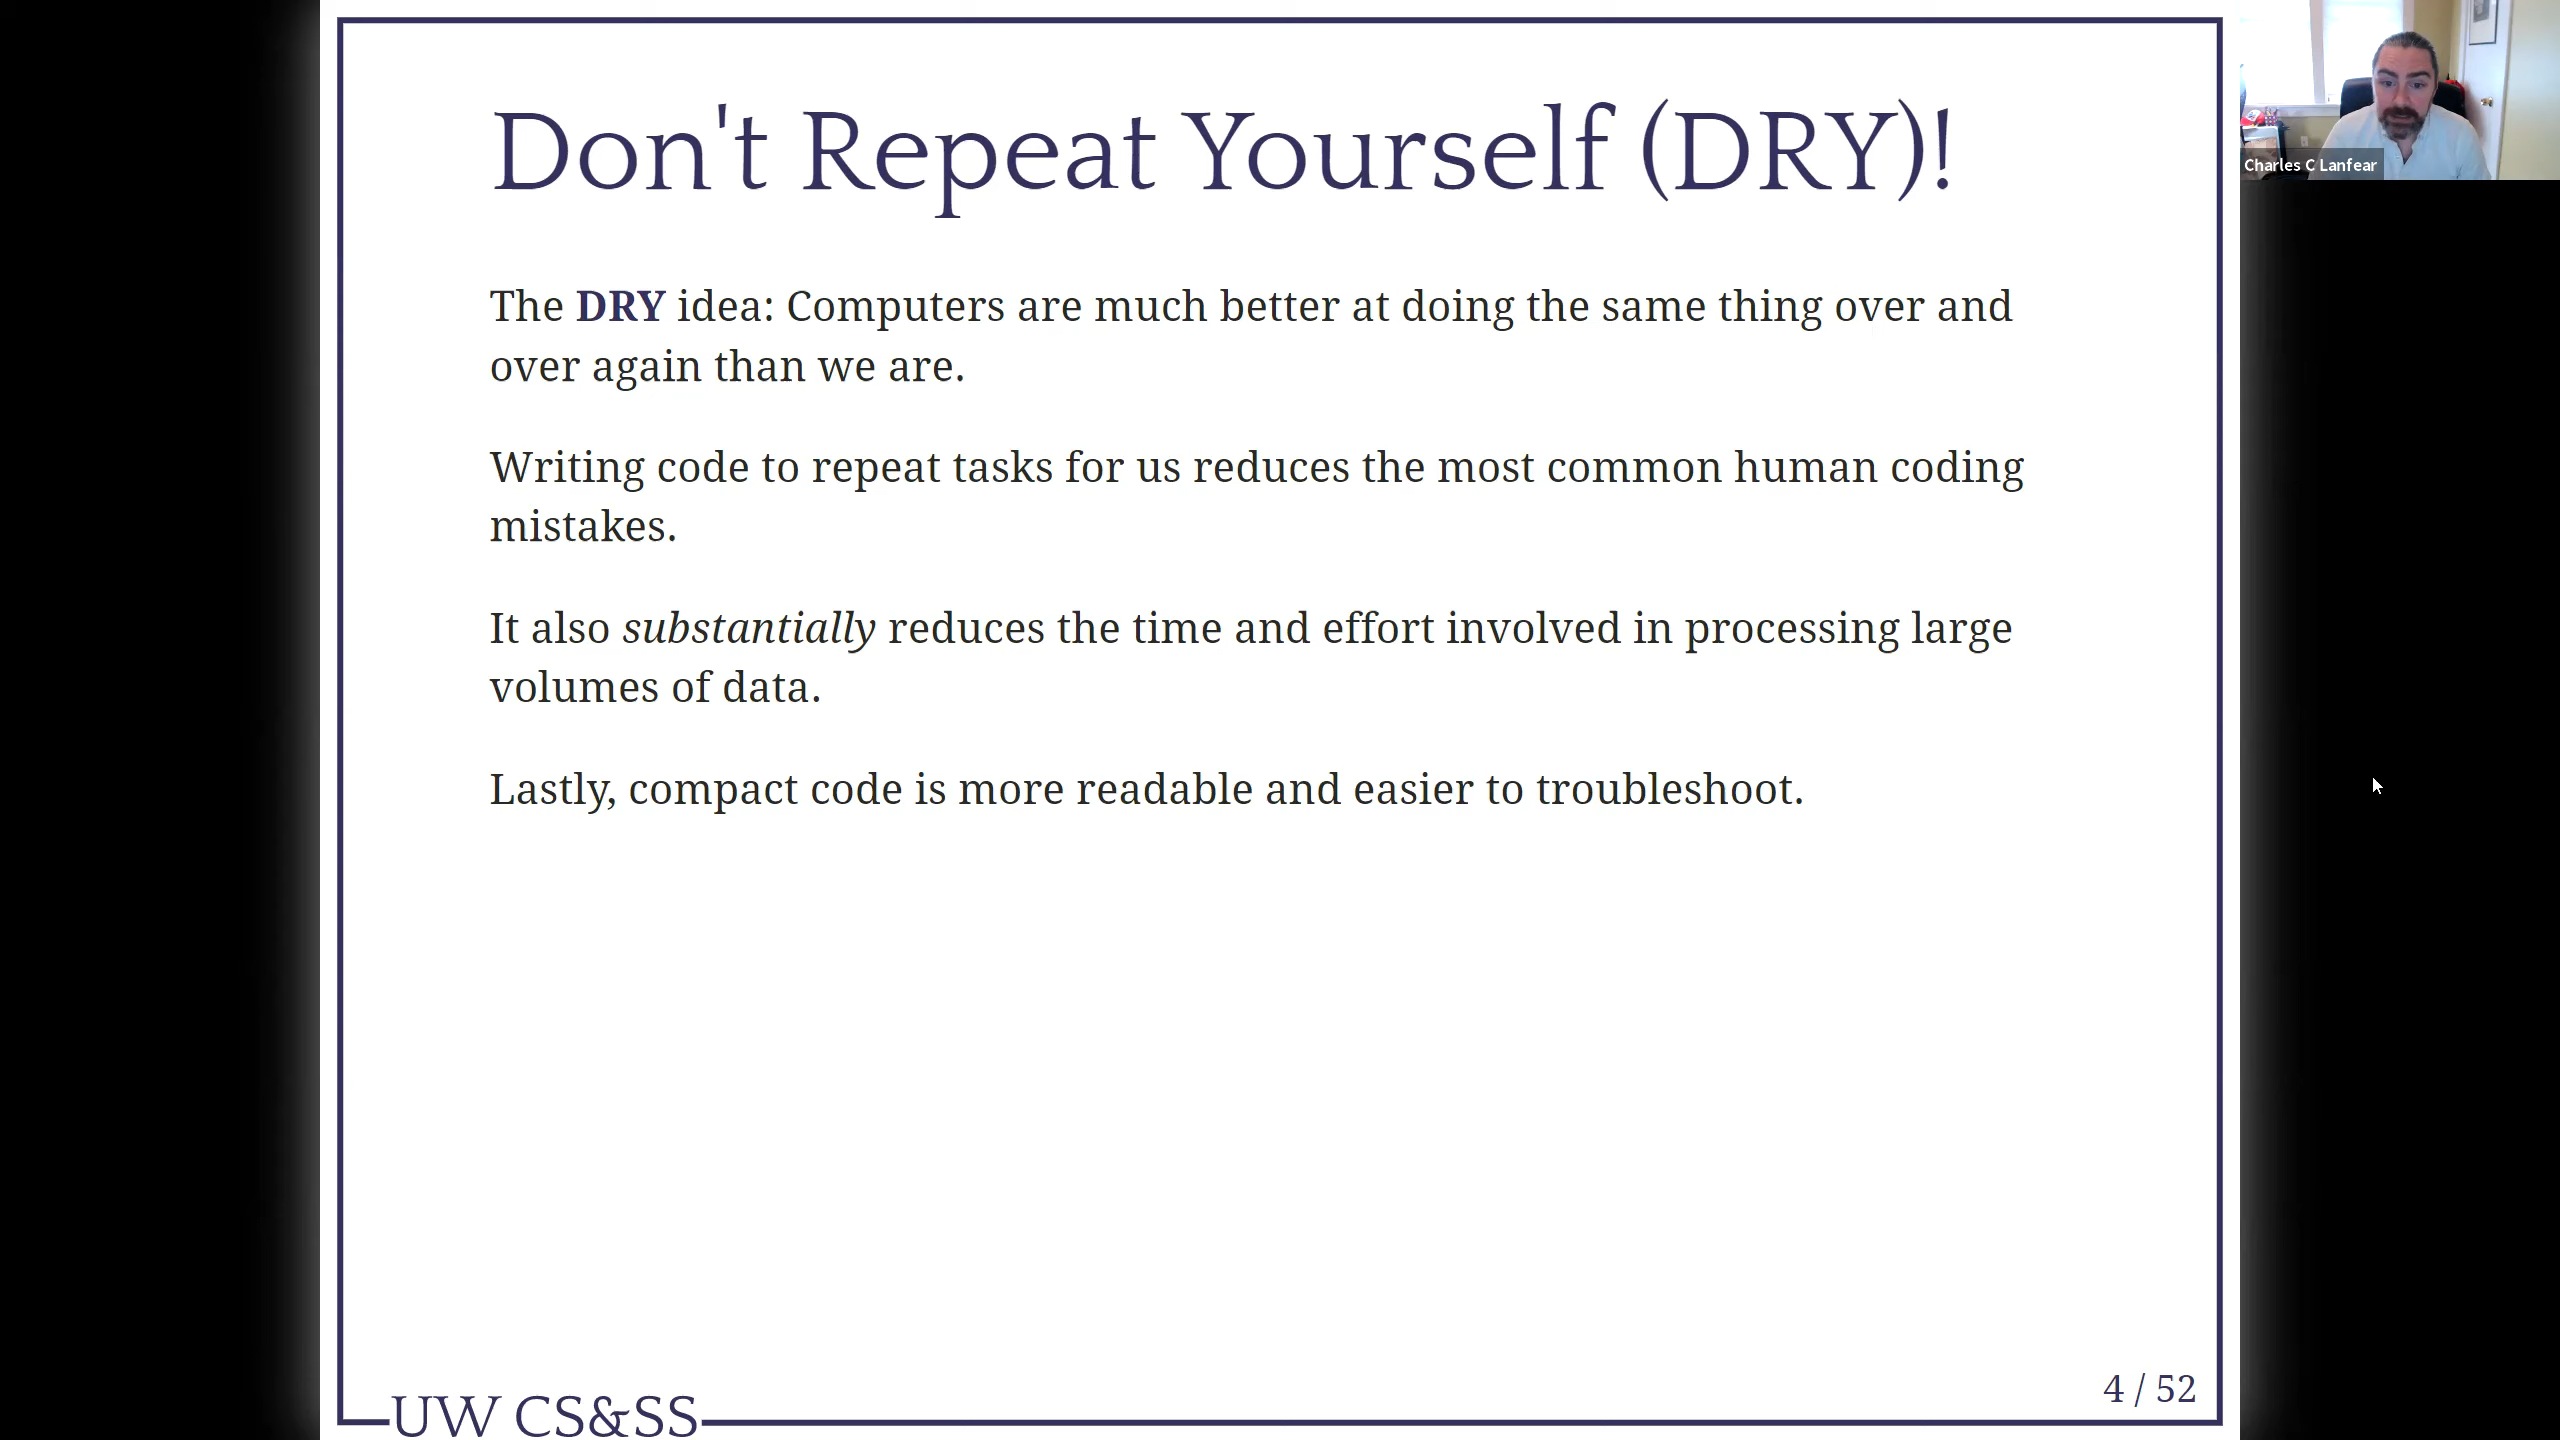 Don't Repeat Yourself (DRY)!
Charles C Lanfear
The DRY idea: Computers are much better at doing the same thing over and
over again than we are.
Writing code to repeat tasks for us reduces the most common human coding
mistakes.
It also substantially reduces the time and effort involved in processing large
volumes of data.
Lastly, compact code is more readable and easier to troubleshoot.
4 / 52
UW CS&SS